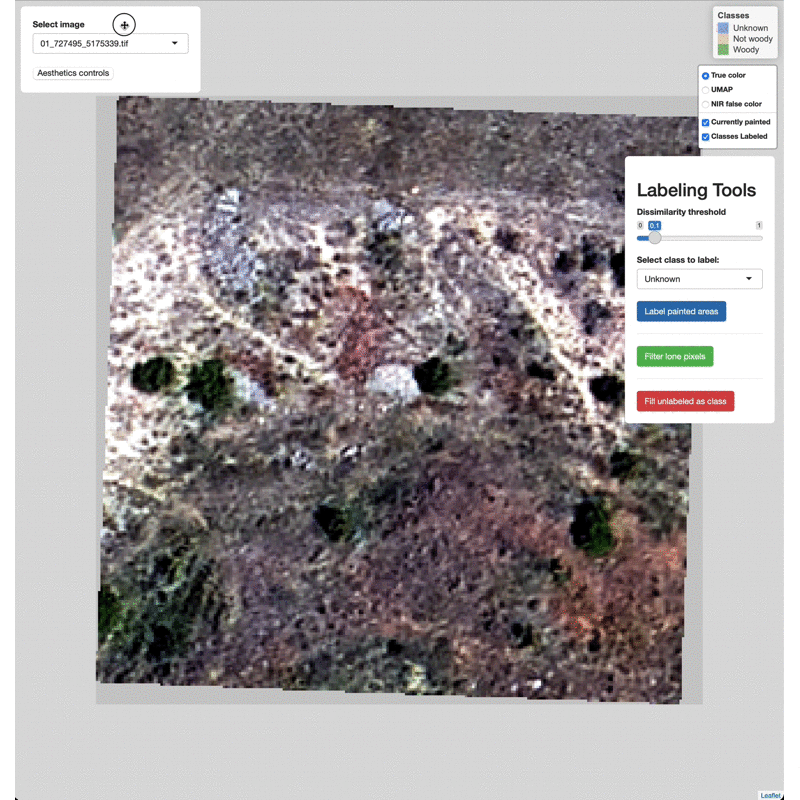 Select image
01_727495_5175339.tif
Aesthetics controls
Classes
Unknown
Not woody
Woody
True color
UMAP
NIR false color
Currently painted
Classes Labeled
Labeling Tools
Dissimilarity threshold
0 0.1 1
Select class to label:
Unknown
Label painted areas
Filter lone pixels
Fill unlabeled as class
Leaflet